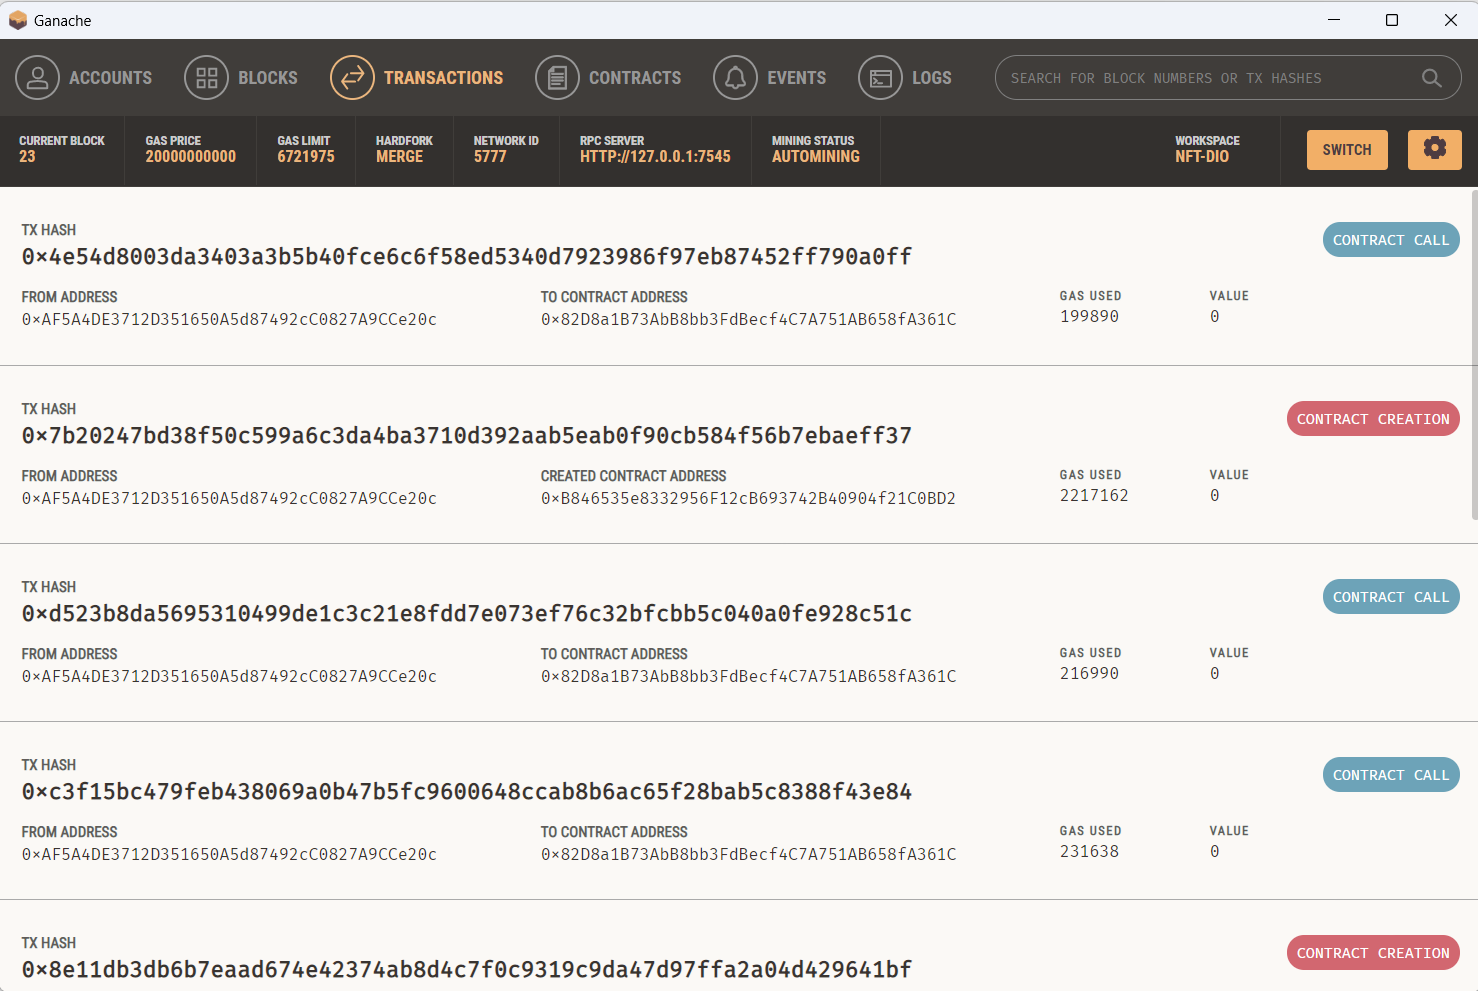 Ganache
ACCOUNTS BLOCKS TRANSACTIONS CONTRACTS EVENTS LOGS SEARCH FOR BLOCK NUMBERS OR TX HASHES
CURRENT BLOCK GAS PRICE GAS LIMIT HARDFORK NETWORK ID RPC SERVER MINING STATUS WORKSPACE
23 20000000000 6721975 MERGE 5777 HTTP://127.0.0.1:7545 AUTOMINING NFT-DIO SWITCH
TX HASH
0×4e54d8003da3403a3b5b40fce6c6f58ed5340d7923986f97eb87452ff790a0ff CONTRACT CALL
FROM ADDRESS TO CONTRACT ADDRESS GAS USED VALUE
0×AF5A4DE3712D351650A5d87492cC0827A9CCe20c 0×82D8a1B73AbB8bb3FdBecf4C7A751AB658fA361C 199890 0
TX HASH
0×7b20247bd38f50c599a6c3da4ba3710d392aab5eab0f90cb584f56b7ebaeff37 CONTRACT CREATION
FROM ADDRESS CREATED CONTRACT ADDRESS GAS USED VALUE
0×AF5A4DE3712D351650A5d87492cC0827A9CCe20c 0×B846535e8332956F12cB693742B40904f21C0BD2 2217162 0
TX HASH
0×d523b8da5695310499de1c3c21e8fdd7e073ef76c32bfcbb5c040a0fe928c51c CONTRACT CALL
FROM ADDRESS TO CONTRACT ADDRESS GAS USED VALUE
0×AF5A4DE3712D351650A5d87492cC0827A9CCe20c 0×82D8a1B73AbB8bb3FdBecf4C7A751AB658fA361C 216990 0
TX HASH
0×c3f15bc479feb438069a0b47b5fc9600648ccab8b6ac65f28bab5c8388f43e84 CONTRACT CALL
FROM ADDRESS TO CONTRACT ADDRESS GAS USED VALUE
0×AF5A4DE3712D351650A5d87492cC0827A9CCe20c 0×82D8a1B73AbB8bb3FdBecf4C7A751AB658fA361C 231638 0
TX HASH
0×8e11db3db6b7eaad674e42374ab8d4c7f0c9319c9da47d97ffa2a04d429641bf CONTRACT CREATION